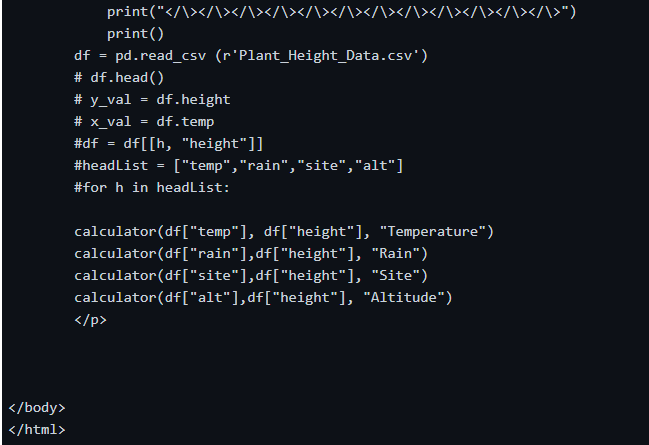 print("</\></\></\></\></\></\></\></\></\></\></\></\>")
print()
df = pd.read_csv (r'Plant_Height_Data.csv')
# df.head()
# y_val = df.height
# x_val = df.temp
#df = df[[h, "height"]]
#headList = ["temp","rain","site","alt"]
#for h in headList:
calculator(df["temp"], df["height"], "Temperature")
calculator(df["rain"],df["height"], "Rain")
calculator(df["site"],df["height"], "Site")
calculator(df["alt"],df["height"], "Altitude")
</p>
</body>
</html>